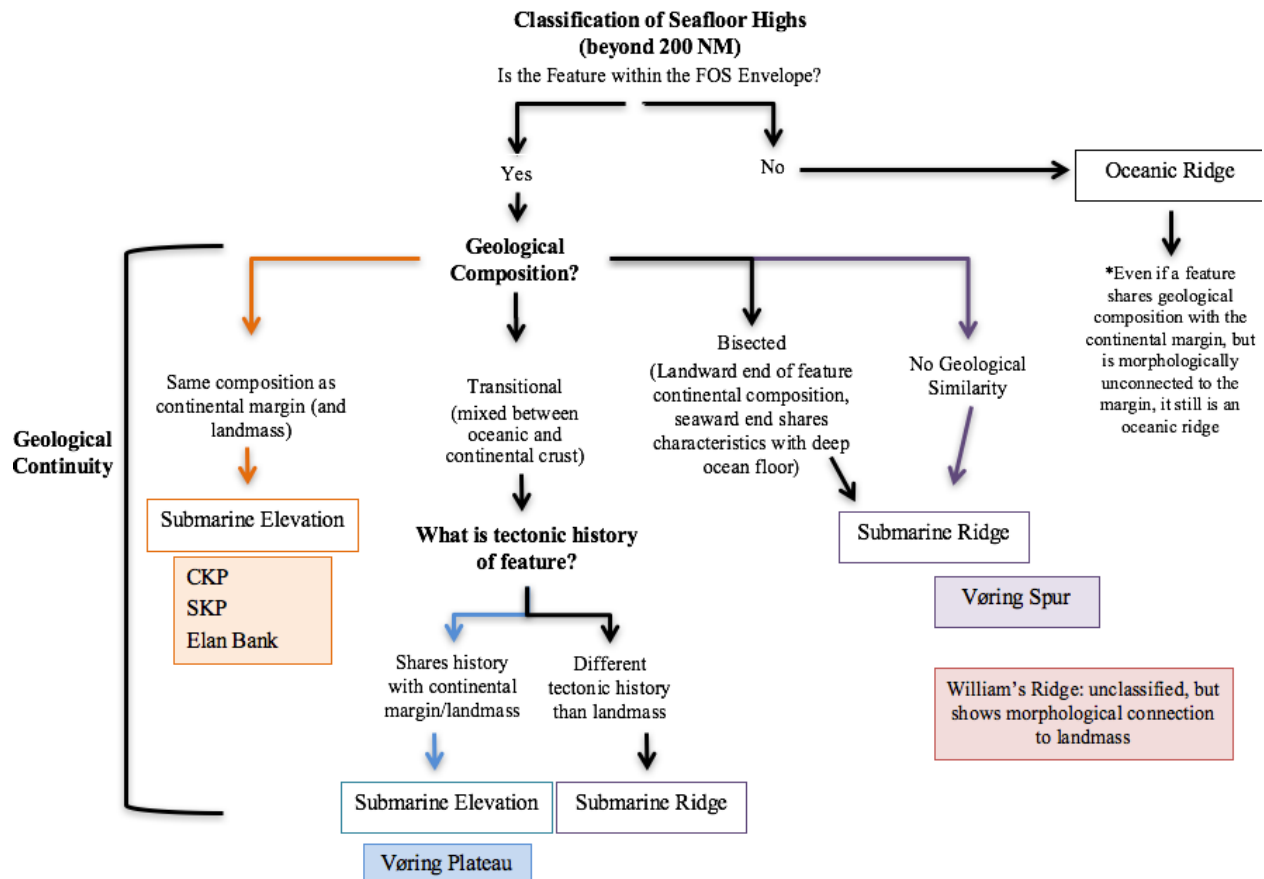 Classification of Seafloor Highs
(beyond 200 NM)
Is the Feature within the FOS Envelope?
Yes
No
Oceanic Ridge
*Even if a feature
shares geological
composition with the
continental margin, but
is morphologically
unconnected to the
margin, it still is an
oceanic ridge
Geological
Composition?
Geological
Continuity
Same composition as
continental margin (and
landmass)
Submarine Elevation
CKP
SKP
Elan Bank
Transitional
(mixed between
oceanic and
continental crust)
What is tectonic history
of feature?
Shares history
with continental
margin/landmass
Submarine Elevation
Vøring Plateau
Different
tectonic history
than landmass
Submarine Ridge
Bisected
(Landward end of feature
continental composition,
seaward end shares
characteristics with deep
ocean floor)
No Geological
Similarity
Submarine Ridge
Vøring Spur
William's Ridge: unclassified, but
shows morphological connection
to landmass